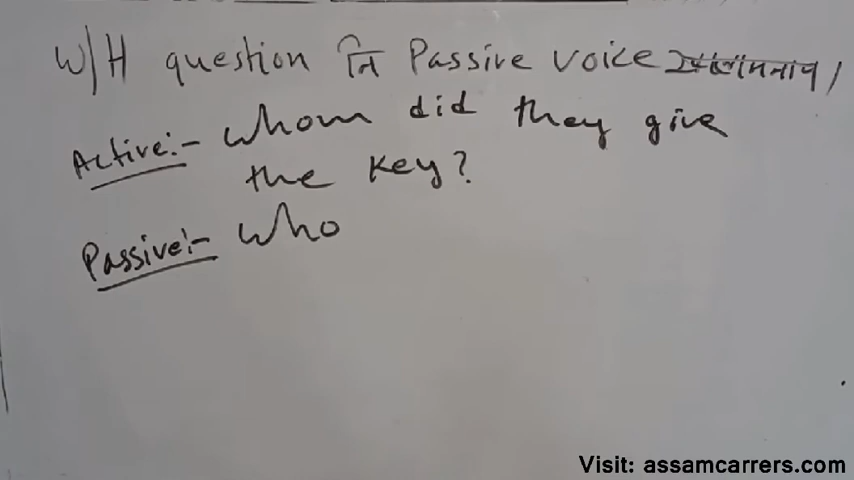 W/H question Passive voice
Active:- Whom did they give
the key?
Passive:- Who
Visit: assamcarrers.com